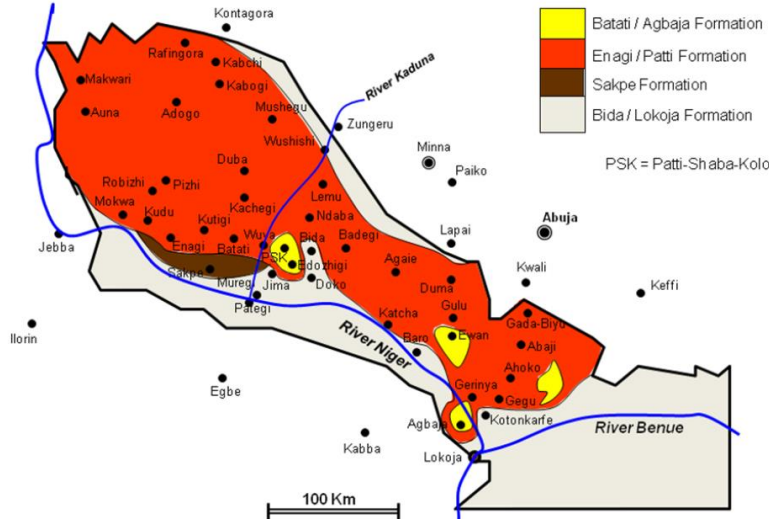 Kontagora
Batati / Agbaja Formation
Enagi / Patti Formation
Sakpe Formation
Bida / Lokoja Formation
PSK = Patti-Shaba-Kolo
Rafingora
Kabchi
Makwari
Kabogi
River Kaduna
Auna
Adogo
Mushegu
Zungeru
Wushishi
Minna
Duba
Paiko
Robizhi
Pizhi
Lemu
Mokwa
Kachegi
Kudu
Kutigi
Ndaba
Abuja
Jebba
Enagi
Batati
Wuya
Bida
Badegi
Lapai
PSK
Edozhigi
Sakpe
Muregi
Jima
Doko
Agaie
Kwali
Duma
Keffi
Pategi
Gulu
Gada-Biyu
Ilorin
Katcha
Ewan
River Niger
Baro
Abaji
Egbe
Ahoko
Gerinya
Gegu
Agbaja
Kotonkarfe
Kabba
River Benue
Lokoja
100 Km